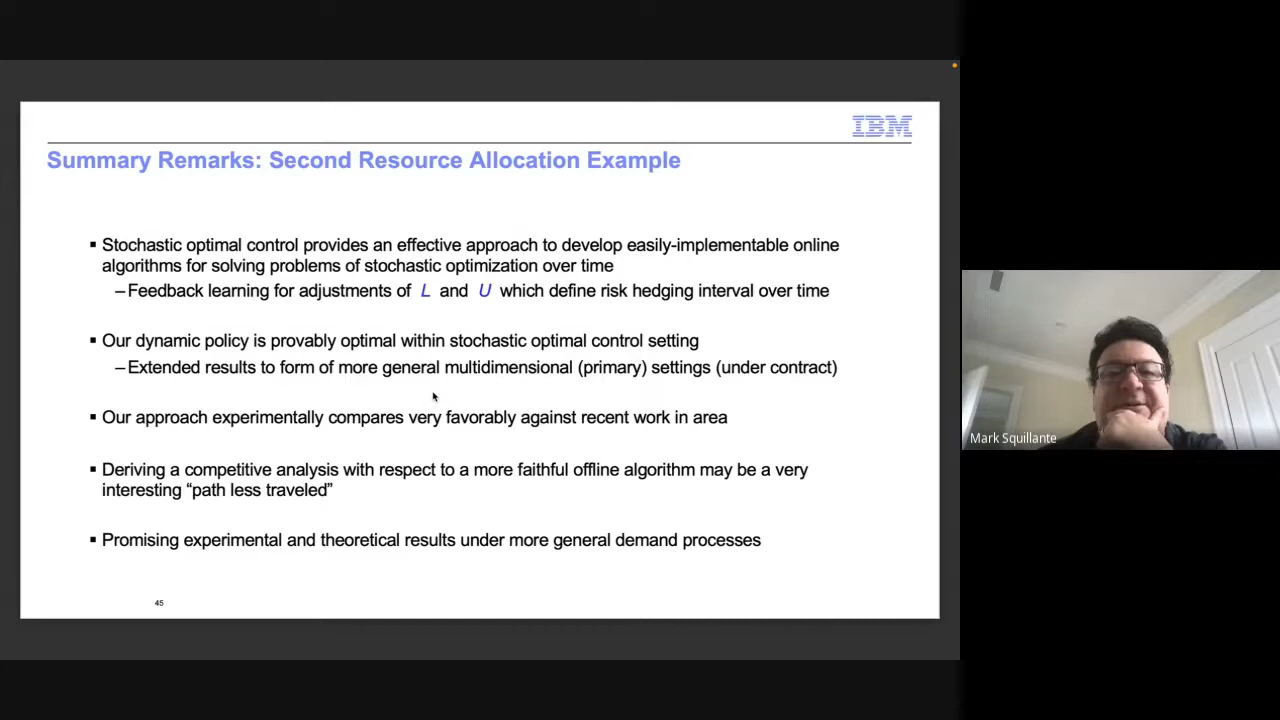 IBM
Summary Remarks: Second Resource Allocation Example
▪ Stochastic optimal control provides an effective approach to develop easily-implementable online
algorithms for solving problems of stochastic optimization over time
–Feedback learning for adjustments of L and U which define risk hedging interval over time
▪ Our dynamic policy is provably optimal within stochastic optimal control setting
–Extended results to form of more general multidimensional (primary) settings (under contract)
▪ Our approach experimentally compares very favorably against recent work in area
▪ Deriving a competitive analysis with respect to a more faithful offline algorithm may be a very
interesting “path less traveled”
▪ Promising experimental and theoretical results under more general demand processes
45
Mark Squillante